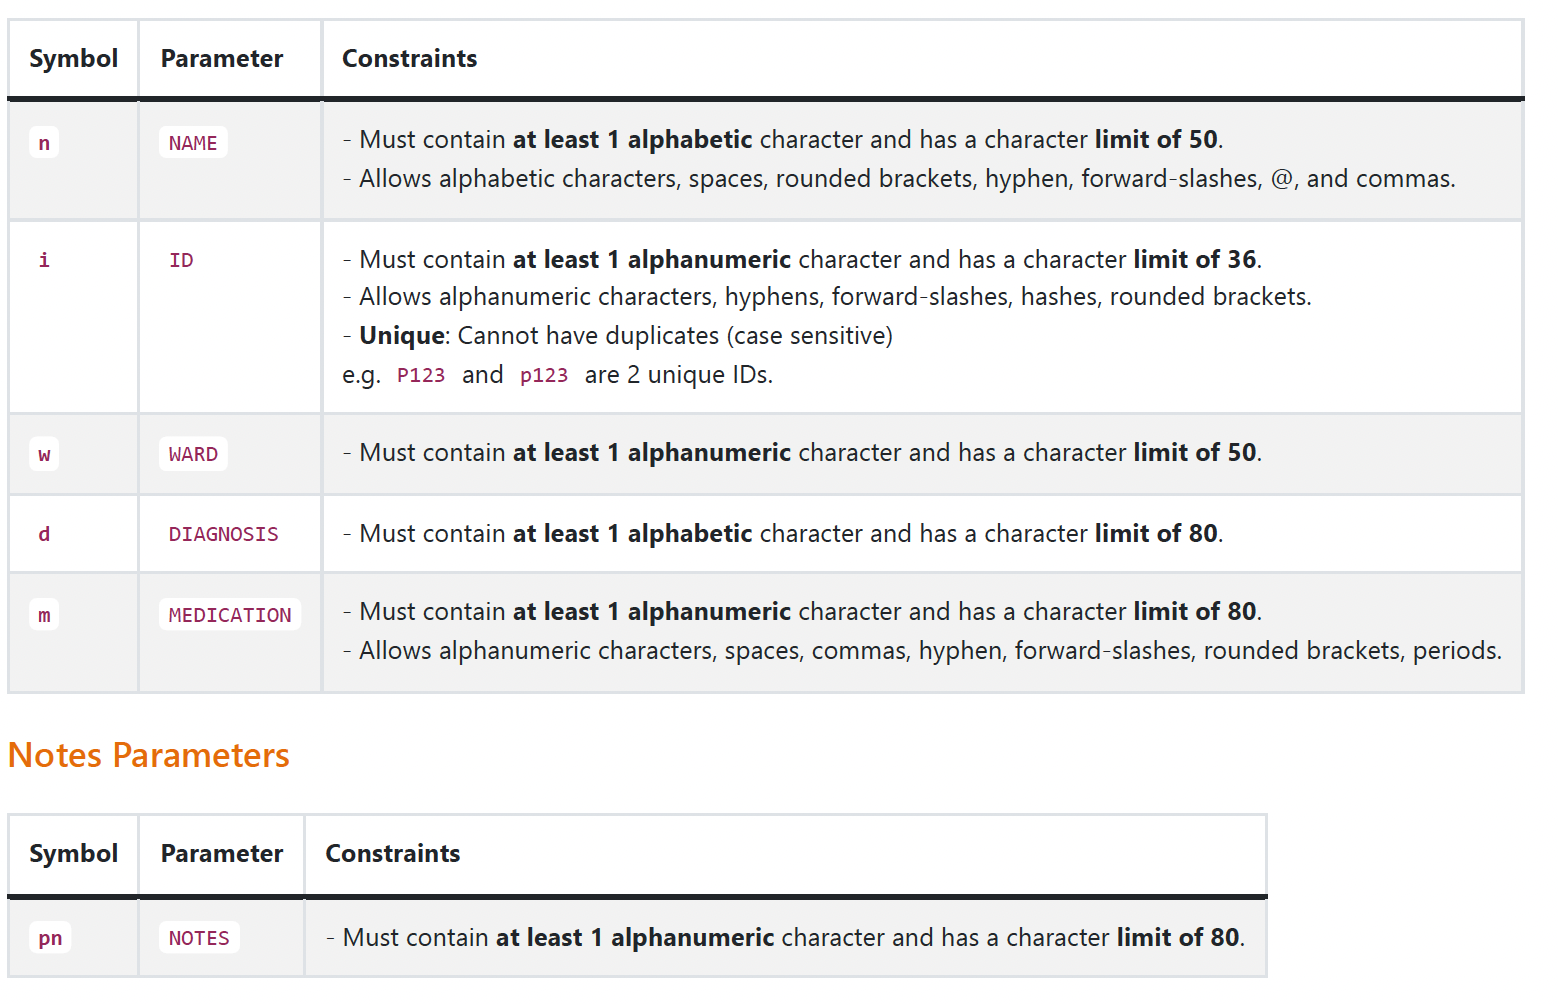 Symbol Parameter Constraints
n NAME - Must contain at least 1 alphabetic character and has a character limit of 50.
- Allows alphabetic characters, spaces, rounded brackets, hyphen, forward-slashes, @, and commas.
i ID - Must contain at least 1 alphanumeric character and has a character limit of 36.
- Allows alphanumeric characters, hyphens, forward-slashes, hashes, rounded brackets.
- Unique: Cannot have duplicates (case sensitive)
e.g. P123 and p123 are 2 unique IDs.
w WARD - Must contain at least 1 alphanumeric character and has a character limit of 50.
d DIAGNOSIS - Must contain at least 1 alphabetic character and has a character limit of 80.
m MEDICATION - Must contain at least 1 alphanumeric character and has a character limit of 80.
- Allows alphanumeric characters, spaces, commas, hyphen, forward-slashes, rounded brackets, periods.
Notes Parameters
Symbol Parameter Constraints
pn NOTES - Must contain at least 1 alphanumeric character and has a character limit of 80.